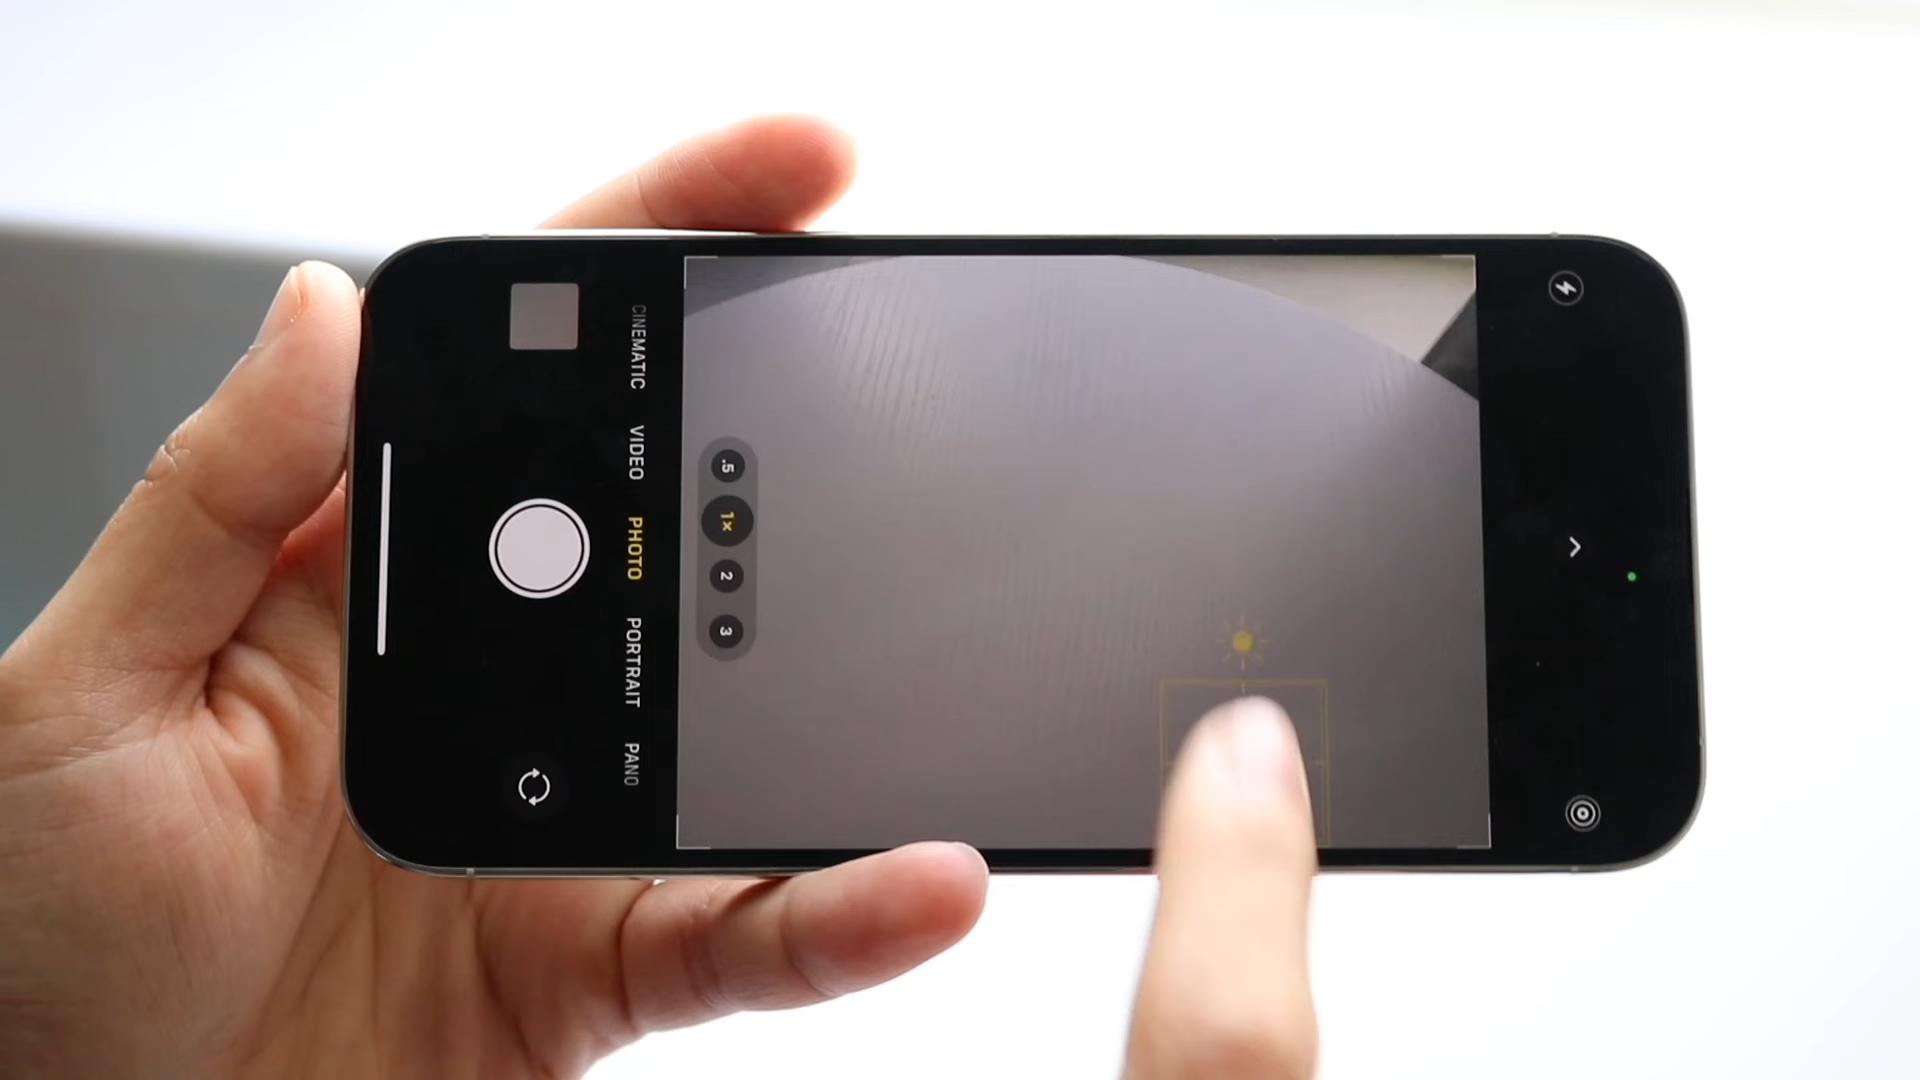 CINEMATIC
VIDEO
PHOTO
PORTRAIT
PANO
.5
1×
2
3